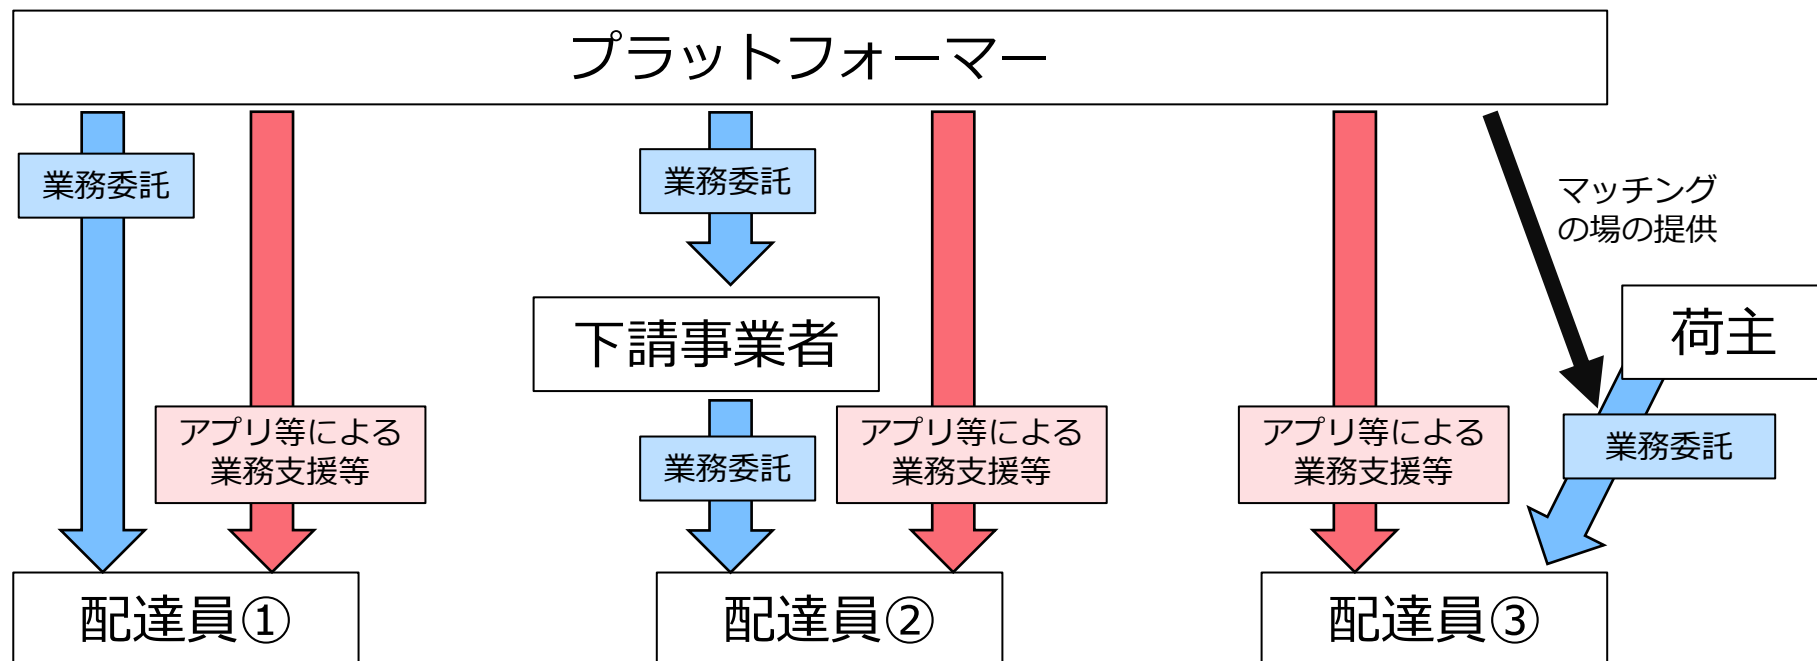 プラットフォーマー
業務委託
業務委託
マッチング
の場の提供
下請事業者
荷主
アプリ等による
業務支援等
業務委託
アプリ等による
業務支援等
アプリ等による
業務支援等
業務委託
配達員①
配達員②
配達員③